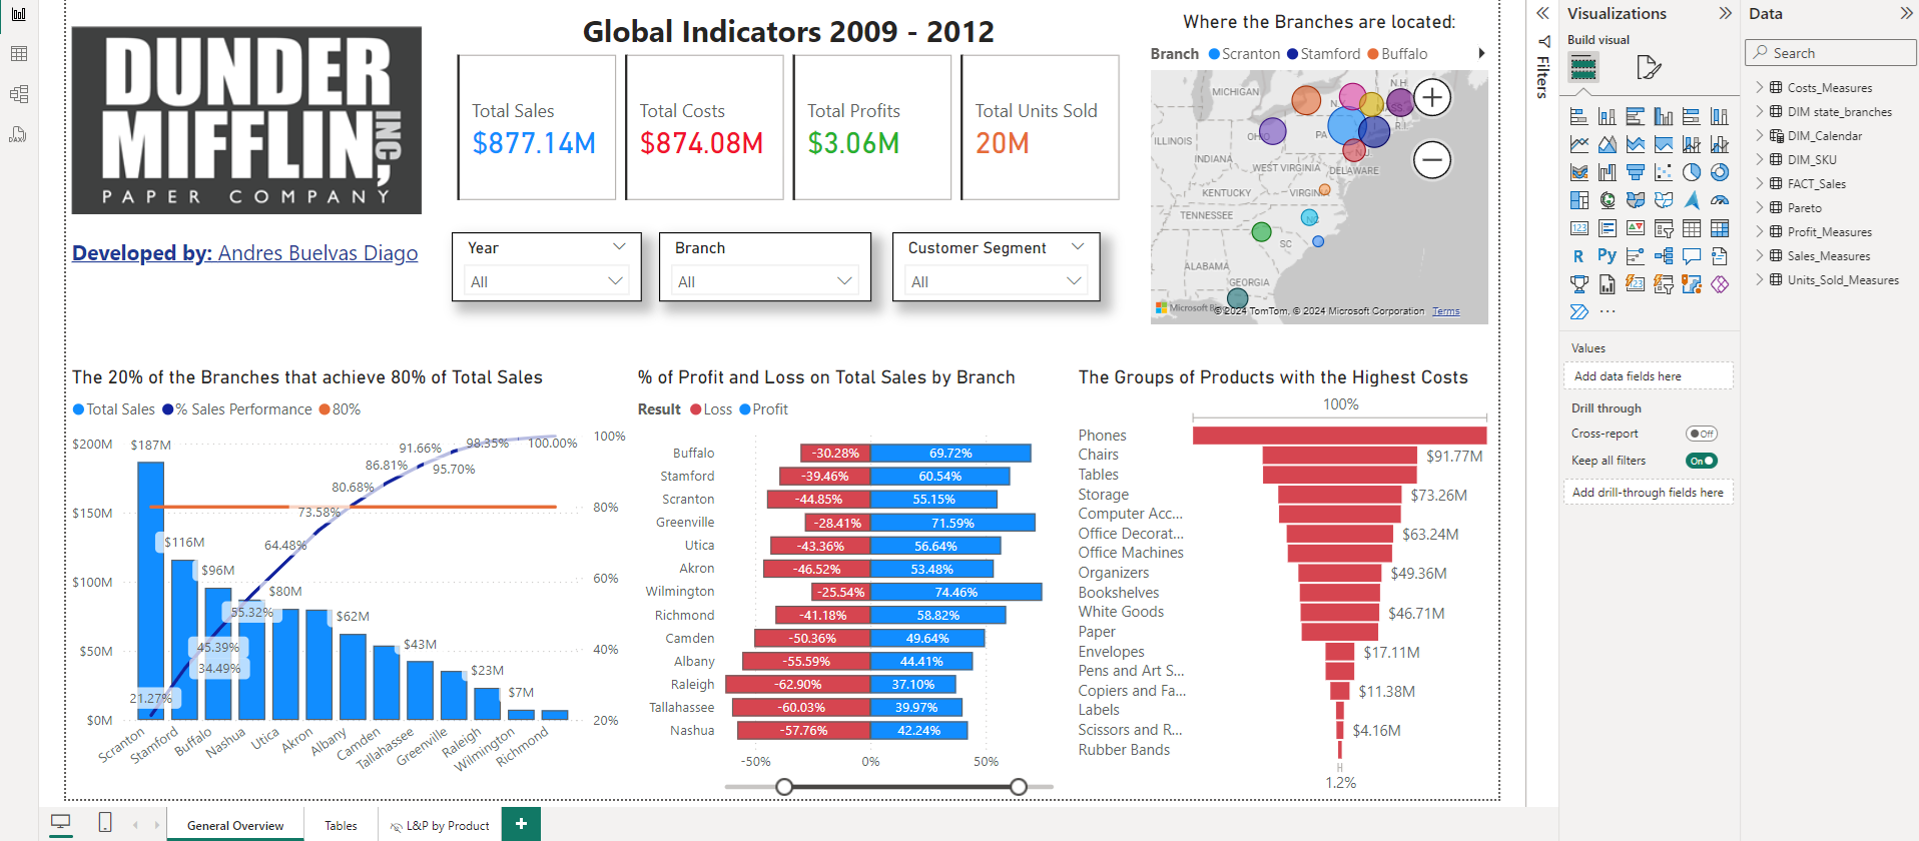 DUNDER
MIFFLIN,
INC
PAPER COMPANY
Developed by: Andres Buelvas Diago
Global Indicators 2009 - 2012
Total Sales
$877.14M
Total Costs
$874.08M
Total Profits
$3.06M
Total Units Sold
20M
Year
All
Branch
All
Customer Segment
All
Where the Branches are located:
Branch Scranton Stamford Buffalo
MICHIGAN
N.H.
ILLINOIS
OHIO
PA
N.J.
R.I.
INDIANA
WEST VIRGINIA
DELAWARE
KENTUCKY
VIRGINIA
TENNESSEE
NC
SC
ALABAMA
GEORGIA
© 2024 TomTom, © 2024 Microsoft Corporation Terms
The 20% of the Branches that achieve 80% of Total Sales
Total Sales % Sales Performance 80%
$200M
$150M
$100M
$50M
$0M
$187M
$116M
$96M
$80M
$62M
$43M
$23M
$7M
21.27%
34.49%
45.39%
55.32%
64.48%
73.58%
80.68%
86.81%
91.66%
95.70%
98.35%
100.00%
100%
80%
60%
40%
20%
Scranton
Stamford
Buffalo
Nashua
Utica
Akron
Albany
Camden
Tallahassee
Greenville
Raleigh
Wilmington
Richmond
% of Profit and Loss on Total Sales by Branch
Result Loss Profit
Buffalo -30.28% 69.72%
Stamford -39.46% 60.54%
Scranton -44.85% 55.15%
Greenville -28.41% 71.59%
Utica -43.36% 56.64%
Akron -46.52% 53.48%
Wilmington -25.54% 74.46%
Richmond -41.18% 58.82%
Camden -50.36% 49.64%
Albany -55.59% 44.41%
Raleigh -62.90% 37.10%
Tallahassee -60.03% 39.97%
Nashua -57.76% 42.24%
-50% 0% 50%
The Groups of Products with the Highest Costs
100%
Phones
Chairs $91.77M
Tables
Storage $73.26M
Computer Acc...
Office Decorat... $63.24M
Office Machines
Organizers $49.36M
Bookshelves
White Goods $46.71M
Paper
Envelopes $17.11M
Pens and Art S...
Copiers and Fa... $11.38M
Labels
Scissors and R... $4.16M
Rubber Bands
1.2%
General Overview
Tables
L&P by Product
+
Filters
Visualizations
Build visual
123
R
Py
Values
Add data fields here
Drill through
Cross-report Off
Keep all filters On
Add drill-through fields here
Data
Search
Costs_Measures
DIM state_branches
DIM_Calendar
DIM_SKU
FACT_Sales
Pareto
Profit_Measures
Sales_Measures
Units_Sold_Measures